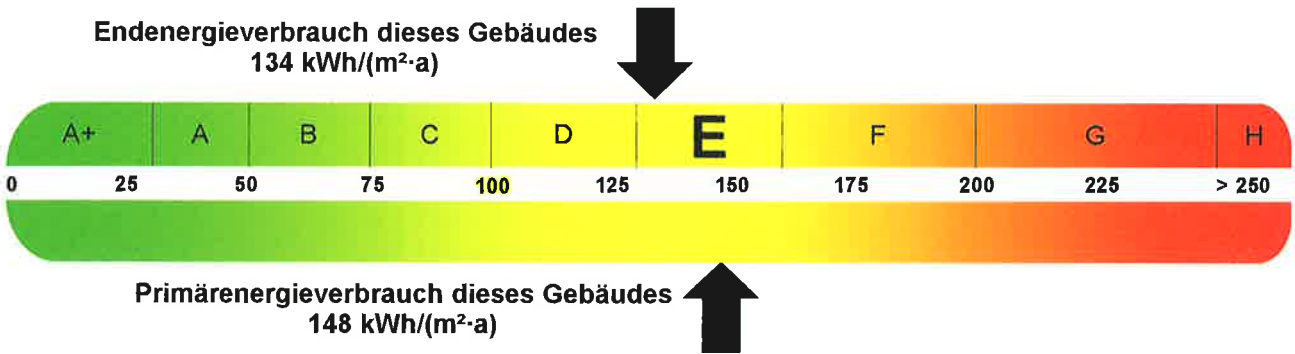 Endenergieverbrauch dieses Gebäudes
134 kWh/(m²·a)
A+ A B C D E F G H
0 25 50 75 100 125 150 175 200 225 > 250
Primärenergieverbrauch dieses Gebäudes
148 kWh/(m²·a)